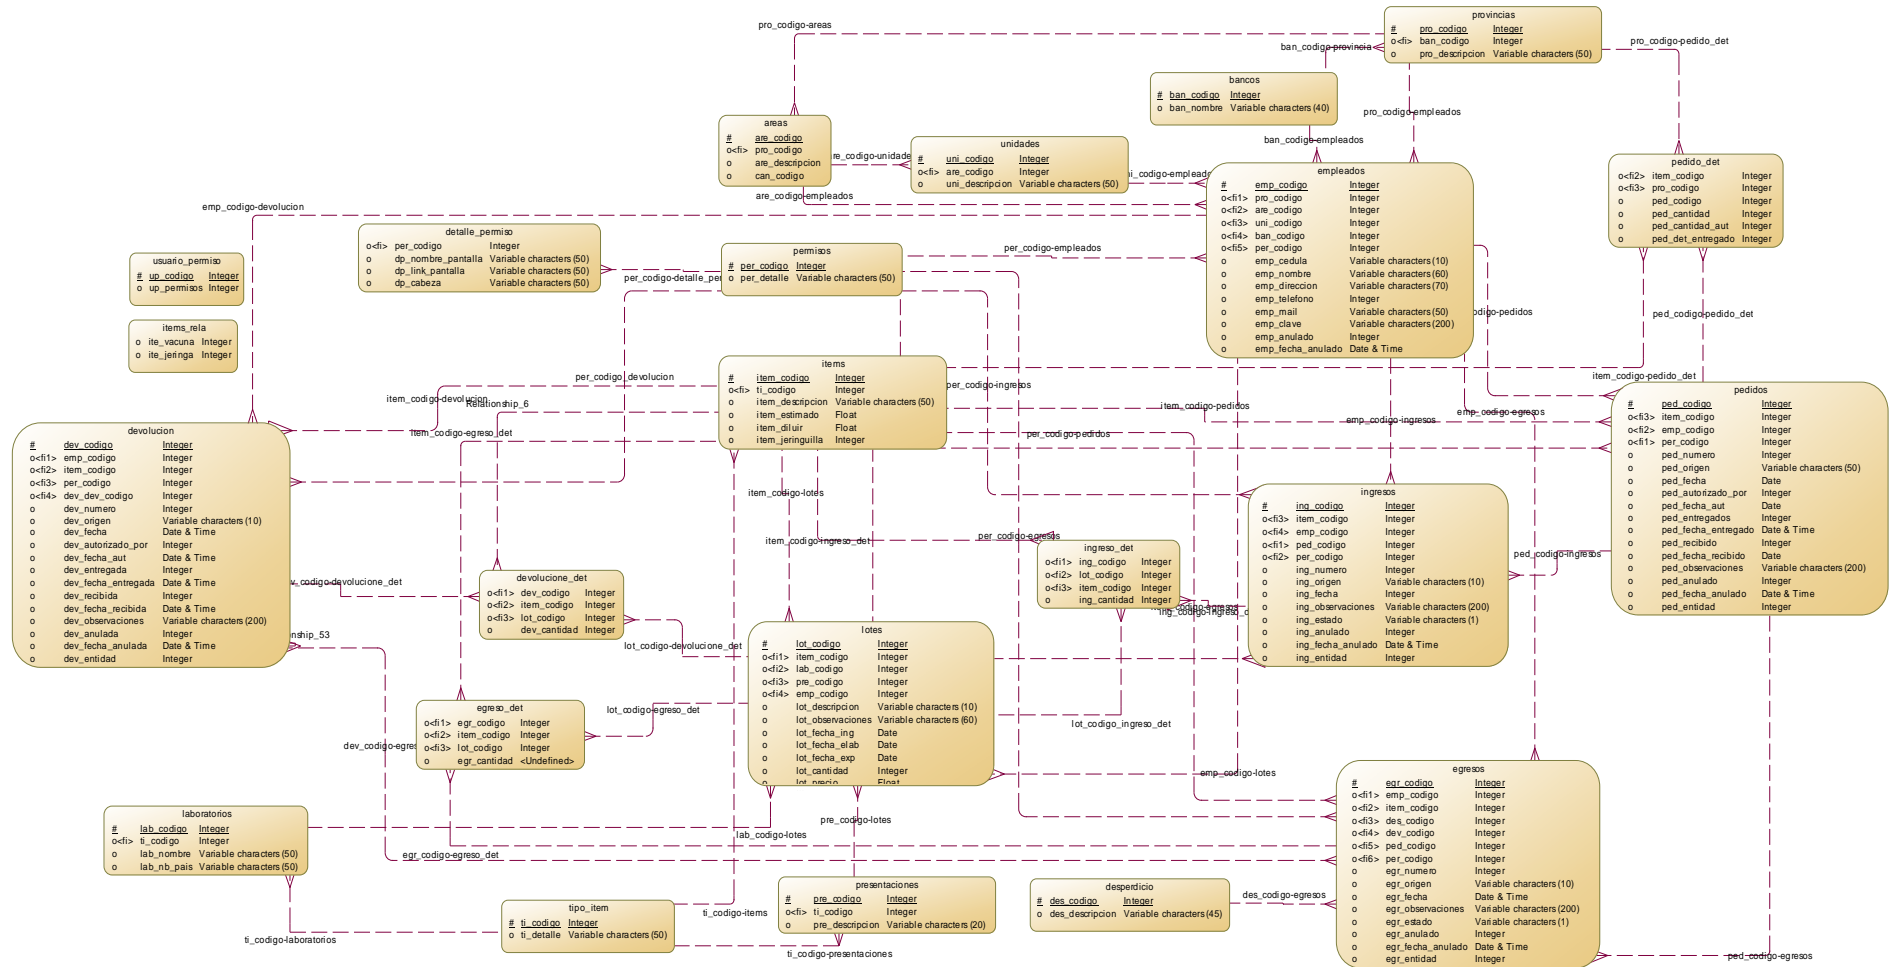 pro_codigo-areas
provincias
# pro_codigo Integer
o<fi> ban_codigo Integer
o pro_descripcion Variable characters (50)
ban_codigo-provincia
pro_codigo-pedido_det
bancos
# ban_codigo Integer
o ban_nombre Variable characters (40)
pro_codigo-empleados
areas
# are_codigo
o<fi> pro_codigo
o are_descripcion
o can_codigo
ban_codigo-empleados
re_codigo-unidade
unidades
# uni_codigo Integer
o<fi> are_codigo Integer
o uni_descripcion Variable characters (50)
ni_codigo-emplead
are_codigo-empleados
empleados
# emp_codigo Integer
o<fi1> pro_codigo Integer
o<fi2> are_codigo Integer
o<fi3> uni_codigo Integer
o<fi4> ban_codigo Integer
o<fi5> per_codigo Integer
o emp_cedula Variable characters (10)
o emp_nombre Variable characters (60)
o emp_direccion Variable characters (70)
o emp_telefono Integer
o emp_mail Variable characters (50)
o emp_clave Variable characters (200)
o emp_anulado Integer
o emp_fecha_anulado Date & Time
pedido_det
o<fi2> item_codigo Integer
o<fi3> pro_codigo Integer
o ped_codigo Integer
o ped_cantidad Integer
o ped_cantidad_aut Integer
o ped_det_entregado Integer
emp_codigo-devolucion
detalle_permiso
o<fi> per_codigo Integer
o dp_nombre_pantalla Variable characters (50)
o dp_link_pantalla Variable characters (50)
o dp_cabeza Variable characters (50)
usuario_permiso
# up_codigo Integer
o up_permisos Integer
permisos
# per_codigo Integer
o per_detalle Variable characters (50)
per_codigo-empleados
per_codigo-detalle_per
items_rela
o ite_vacuna Integer
o ite_jeringa Integer
odigo-pedidos
ped_codigo-pedido_det
items
# item_codigo Integer
o<fi> ti_codigo Integer
o item_descripcion Variable characters (50)
o item_estimado Float
o item_diluir Float
o item_jeringuilla Integer
per_codigo_devolucion
item_codigo-devolucion
Relationship_6
item_codigo-egreso_det
per_codigo-ingresos
item_codigo-pedido_det
item_codigo-pedidos
emp_codigo-ingresos
emp_codigo-egresos
per_codigo-pedidos
pedidos
# ped_codigo Integer
o<fi3> item_codigo Integer
o<fi2> emp_codigo Integer
o<fi1> per_codigo Integer
o ped_numero Integer
o ped_origen Variable characters (50)
o ped_fecha Date
o ped_autorizado_por Integer
o ped_fecha_aut Date
o ped_entregados Integer
o ped_fecha_entregado Date & Time
o ped_recibido Integer
o ped_fecha_recibido Date
o ped_observaciones Variable characters (200)
o ped_anulado Integer
o ped_fecha_anulado Date & Time
o ped_entidad Integer
devolucion
# dev_codigo Integer
o<fi1> emp_codigo Integer
o<fi2> item_codigo Integer
o<fi3> per_codigo Integer
o<fi4> dev_dev_codigo Integer
o dev_numero Integer
o dev_origen Variable characters (10)
o dev_fecha Date & Time
o dev_autorizado_por Integer
o dev_fecha_aut Date & Time
o dev_entregada Integer
o dev_fecha_entregada Date & Time
o dev_recibida Integer
o dev_fecha_recibida Date & Time
o dev_observaciones Variable characters (200)
o dev_anulada Integer
o dev_fecha_anulada Date & Time
o dev_entidad Integer
item_codigo-lotes
item_codigo-ingreso_det
per_codigo-egresos
ingresos
# ing_codigo Integer
o<fi3> item_codigo Integer
o<fi4> emp_codigo Integer
o<fi1> ped_codigo Integer
o<fi2> per_codigo Integer
o ing_numero Integer
o ing_origen Variable characters (10)
o ing_fecha Integer
o ing_observaciones Variable characters (200)
o ing_estado Variable characters (1)
o ing_anulado Integer
o ing_fecha_anulado Date & Time
o ing_entidad Integer
ped_codigo-ingresos
ingreso_det
o<fi1> ing_codigo Integer
o<fi2> lot_codigo Integer
o<fi3> item_codigo Integer
o ing_cantidad Integer
v_codigo-devolucione_det
devolucione_det
o<fi1> dev_codigo Integer
o<fi2> item_codigo Integer
o<fi3> lot_codigo Integer
o dev_cantidad Integer
nship_53
lot_codigo-devolucione_det
lotes
# lot_codigo Integer
o<fi1> item_codigo Integer
o<fi2> lab_codigo Integer
o<fi3> pre_codigo Integer
o<fi4> emp_codigo Integer
o lot_descripcion Variable characters (10)
o lot_observaciones Variable characters (60)
o lot_fecha_ing Date
o lot_fecha_elab Date
o lot_fecha_exp Date
o lot_cantidad Integer
o lot_precio Float
egreso_det
o<fi1> egr_codigo Integer
o<fi2> item_codigo Integer
o<fi3> lot_codigo Integer
o egr_cantidad <Undefined>
lot_codigo-egreso_det
lot_codigo_ingreso_det
dev_codigo-egres
emp_codigo-lotes
egresos
# egr_codigo Integer
o<fi1> emp_codigo Integer
o<fi2> item_codigo Integer
o<fi3> des_codigo Integer
o<fi4> dev_codigo Integer
o<fi5> ped_codigo Integer
o<fi6> per_codigo Integer
o egr_numero Integer
o egr_origen Variable characters (10)
o egr_fecha Date & Time
o egr_observaciones Variable characters (200)
o egr_estado Variable characters (1)
o egr_anulado Integer
o egr_fecha_anulado Date & Time
o egr_entidad Integer
laboratorios
# lab_codigo Integer
o<fi> ti_codigo Integer
o lab_nombre Variable characters (50)
o lab_nb_pais Variable characters (50)
pre_codigo-lotes
lab_codigo-lotes
egr_codigo-egreso_det
presentaciones
# pre_codigo Integer
o<fi> ti_codigo Integer
o pre_descripcion Variable characters (20)
desperdicio
# des_codigo Integer
o des_descripcion Variable characters (45)
des_codigo-egresos
tipo_item
# ti_codigo Integer
o ti_detalle Variable characters (50)
ti_codigo-items
ti_codigo-laboratorios
ti_codigo-presentaciones
ped_codigo-egresos